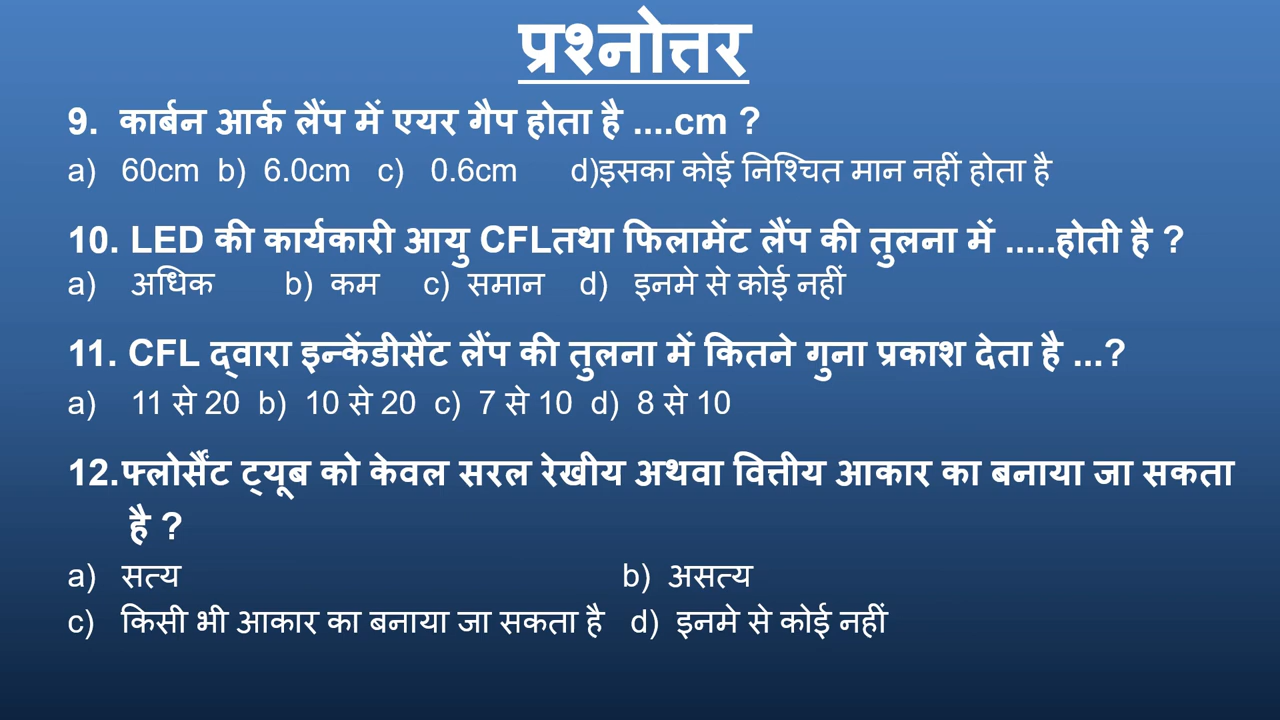 प्रश्नोत्तर
9. कार्बन आर्क लैंप में एयर गैप होता है ....cm ?
a) 60cm b) 6.0cm c) 0.6cm d)इसका कोई निश्चित मान नहीं होता है
10. LED की कार्यकारी आयु CFLतथा फिलामेंट लैंप की तुलना में .....होती है ?
a) अधिक b) कम c) समान d) इनमे से कोई नहीं
11. CFL द्वारा इन्केंडीसैंट लैंप की तुलना में कितने गुना प्रकाश देता है ...?
a) 11 से 20 b) 10 से 20 c) 7 से 10 d) 8 से 10
12.फ्लोर्सैंट ट्यूब को केवल सरल रेखीय अथवा वित्तीय आकार का बनाया जा सकता
है ?
a) सत्य b) असत्य
c) किसी भी आकार का बनाया जा सकता है d) इनमे से कोई नहीं